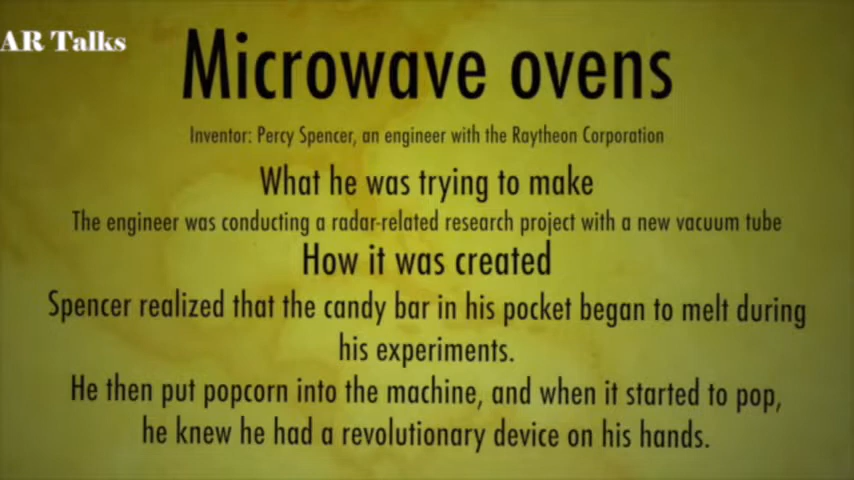 AR Talks
Microwave ovens
Inventor: Percy Spencer, an engineer with the Raytheon Corporation
What he was trying to make
The engineer was conducting a radar-related research project with a new vacuum tube
How it was created
Spencer realized that the candy bar in his pocket began to melt during
his experiments.
He then put popcorn into the machine, and when it started to pop,
he knew he had a revolutionary device on his hands.